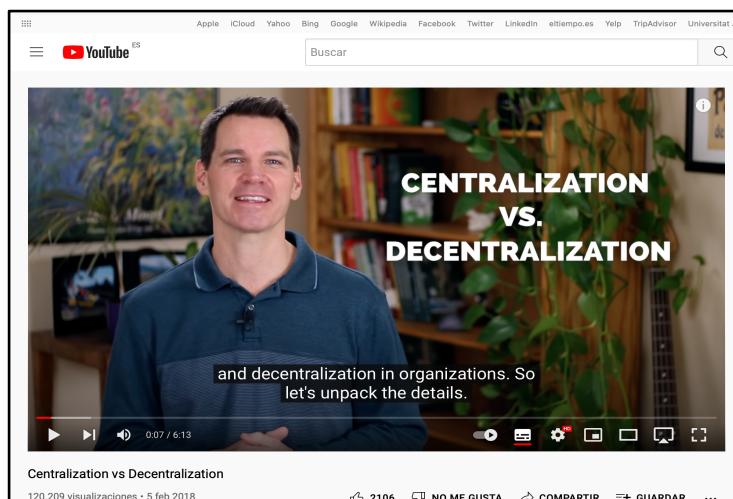 Apple iCloud Yahoo Bing Google Wikipedia Facebook Twitter LinkedIn eltiempo.es Yelp TripAdvisor Universitat
YouTube ES
Buscar
CENTRALIZATION
VS.
DECENTRALIZATION
and decentralization in organizations. So
let's unpack the details.
0:07 / 6:13
HD
Centralization vs Decentralization
120.209 visualizaciones • 5 feb 2018
2106 NO ME GUSTA COMPARTIR GUARDAR ...